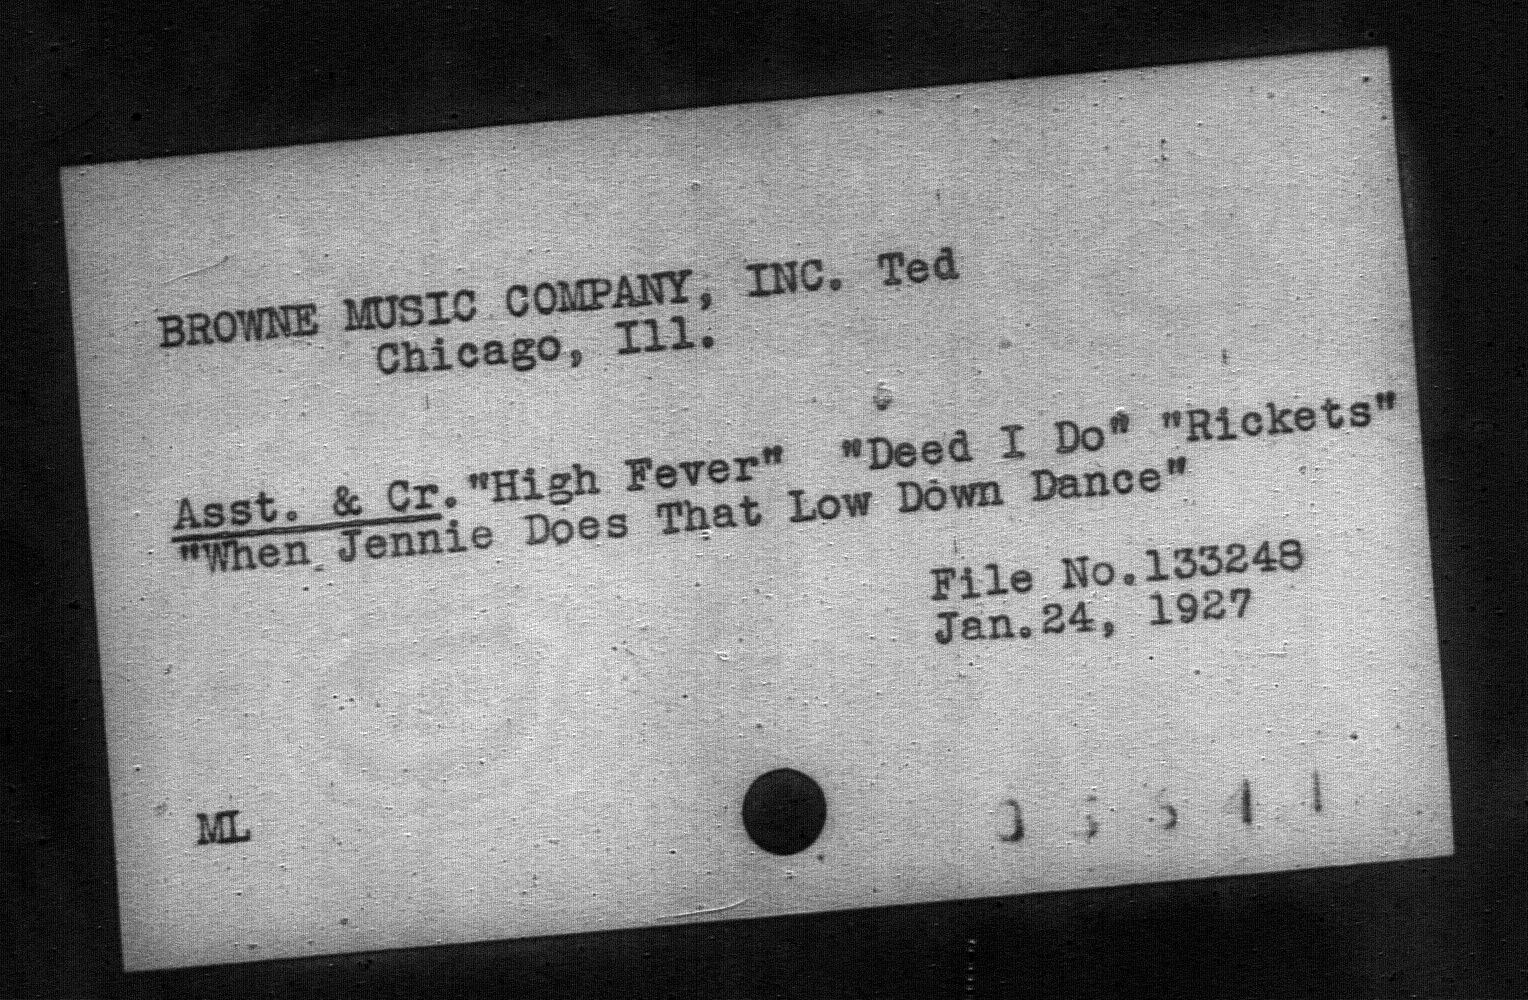 BROWNE MUSIC COMPANY, INC. Ted
Chicago, Ill.
Asst. & Cr. "High Fever" "Deed I Do" "Rickets"
"When Jennie Does That Low Down Dance"
File No.133248
Jan.24, 1927
ML